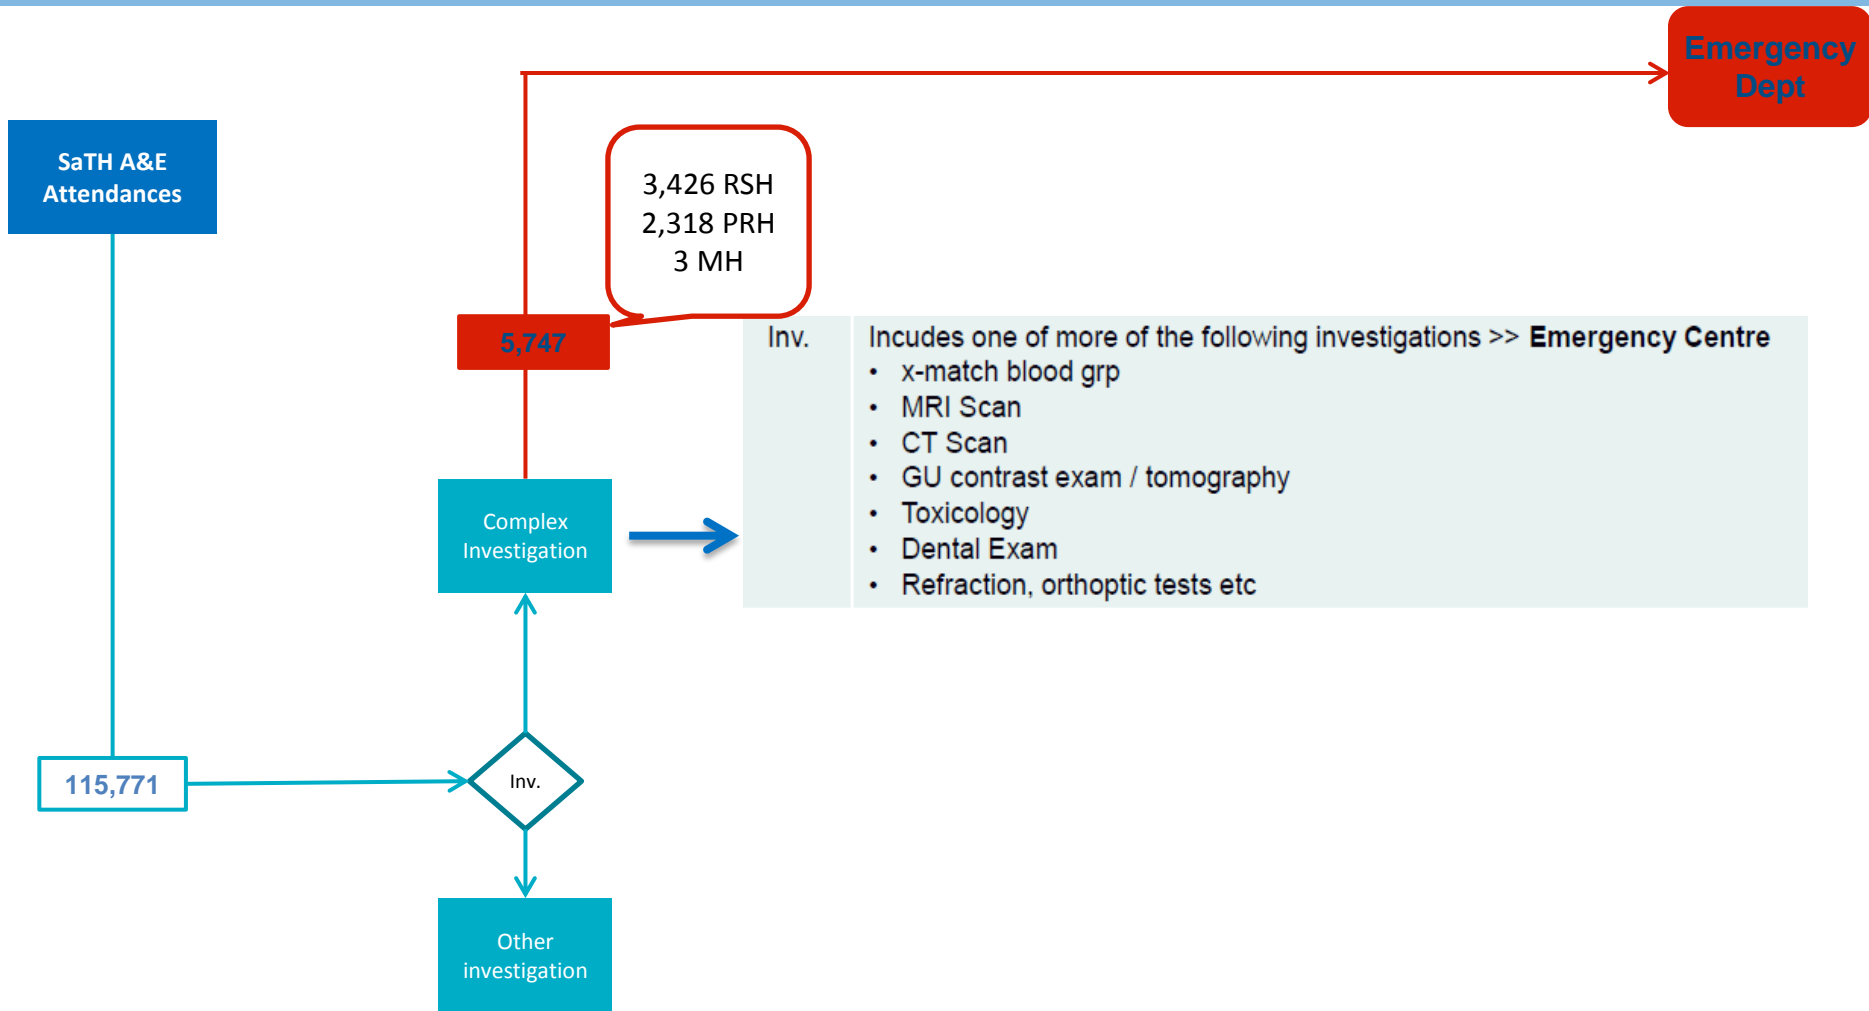 Emergency
Dept
SaTH A&E
Attendances
3,426 RSH
2,318 PRH
3 MH
5,747
Inv.
Incudes one of more of the following investigations >> Emergency Centre
• x-match blood grp
• MRI Scan
• CT Scan
• GU contrast exam / tomography
• Toxicology
• Dental Exam
• Refraction, orthoptic tests etc
Complex
Investigation
115,771
Inv.
Other
investigation